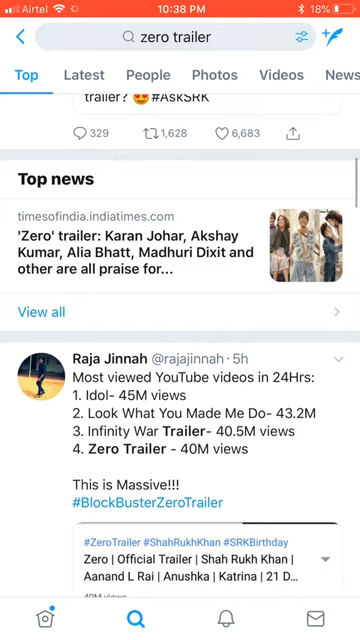 Airtel 10:38 PM 18%
zero trailer
Top Latest People Photos Videos News
trailer? 😍 #AskSRK
329 1,628 6,683
Top news
timesofindia.indiatimes.com
'Zero' trailer: Karan Johar, Akshay
Kumar, Alia Bhatt, Madhuri Dixit and
other are all praise for...
View all
Raja Jinnah @rajajinnah · 5h
Most viewed YouTube videos in 24Hrs:
1. Idol- 45M views
2. Look What You Made Me Do- 43.2M
3. Infinity War Trailer- 40.5M views
4. Zero Trailer - 40M views
This is Massive!!!
#BlockBusterZeroTrailer
#ZeroTrailer #ShahRukhKhan #SRKBirthday
Zero | Official Trailer | Shah Rukh Khan |
Aanand L Rai | Anushka | Katrina | 21 D...
40M views